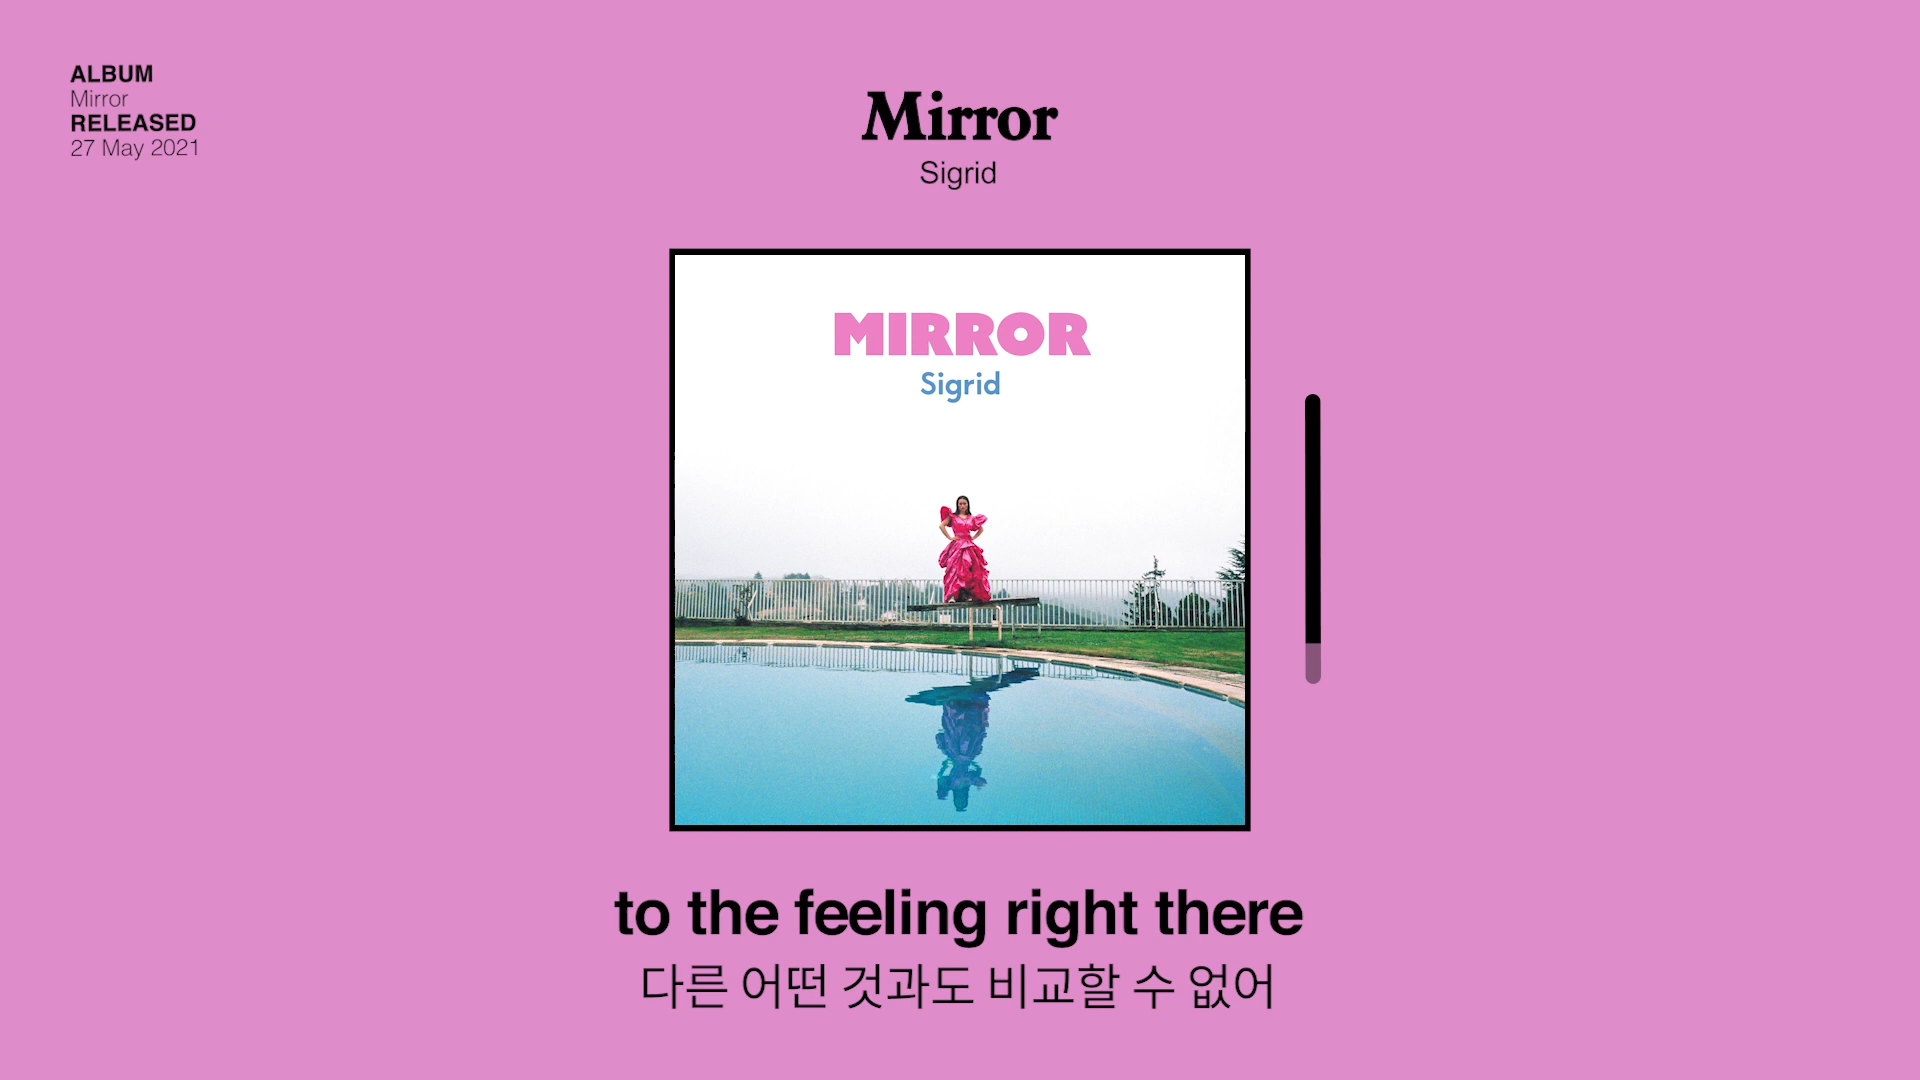 ALBUM
Mirror
RELEASED
27 May 2021
Mirror
Sigrid
MIRROR
Sigrid
to the feeling right there
다른 어떤 것과도 비교할 수 없어